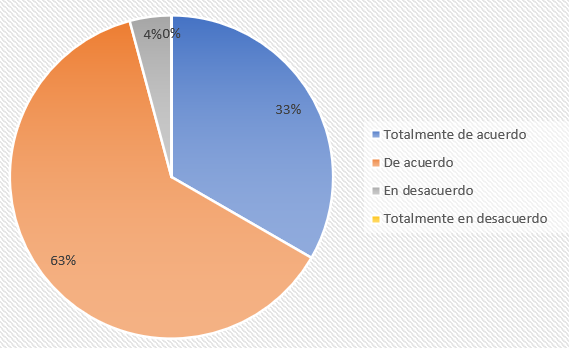 4% 0%
33%
Totalmente de acuerdo
De acuerdo
En desacuerdo
Totalmente en desacuerdo
63%